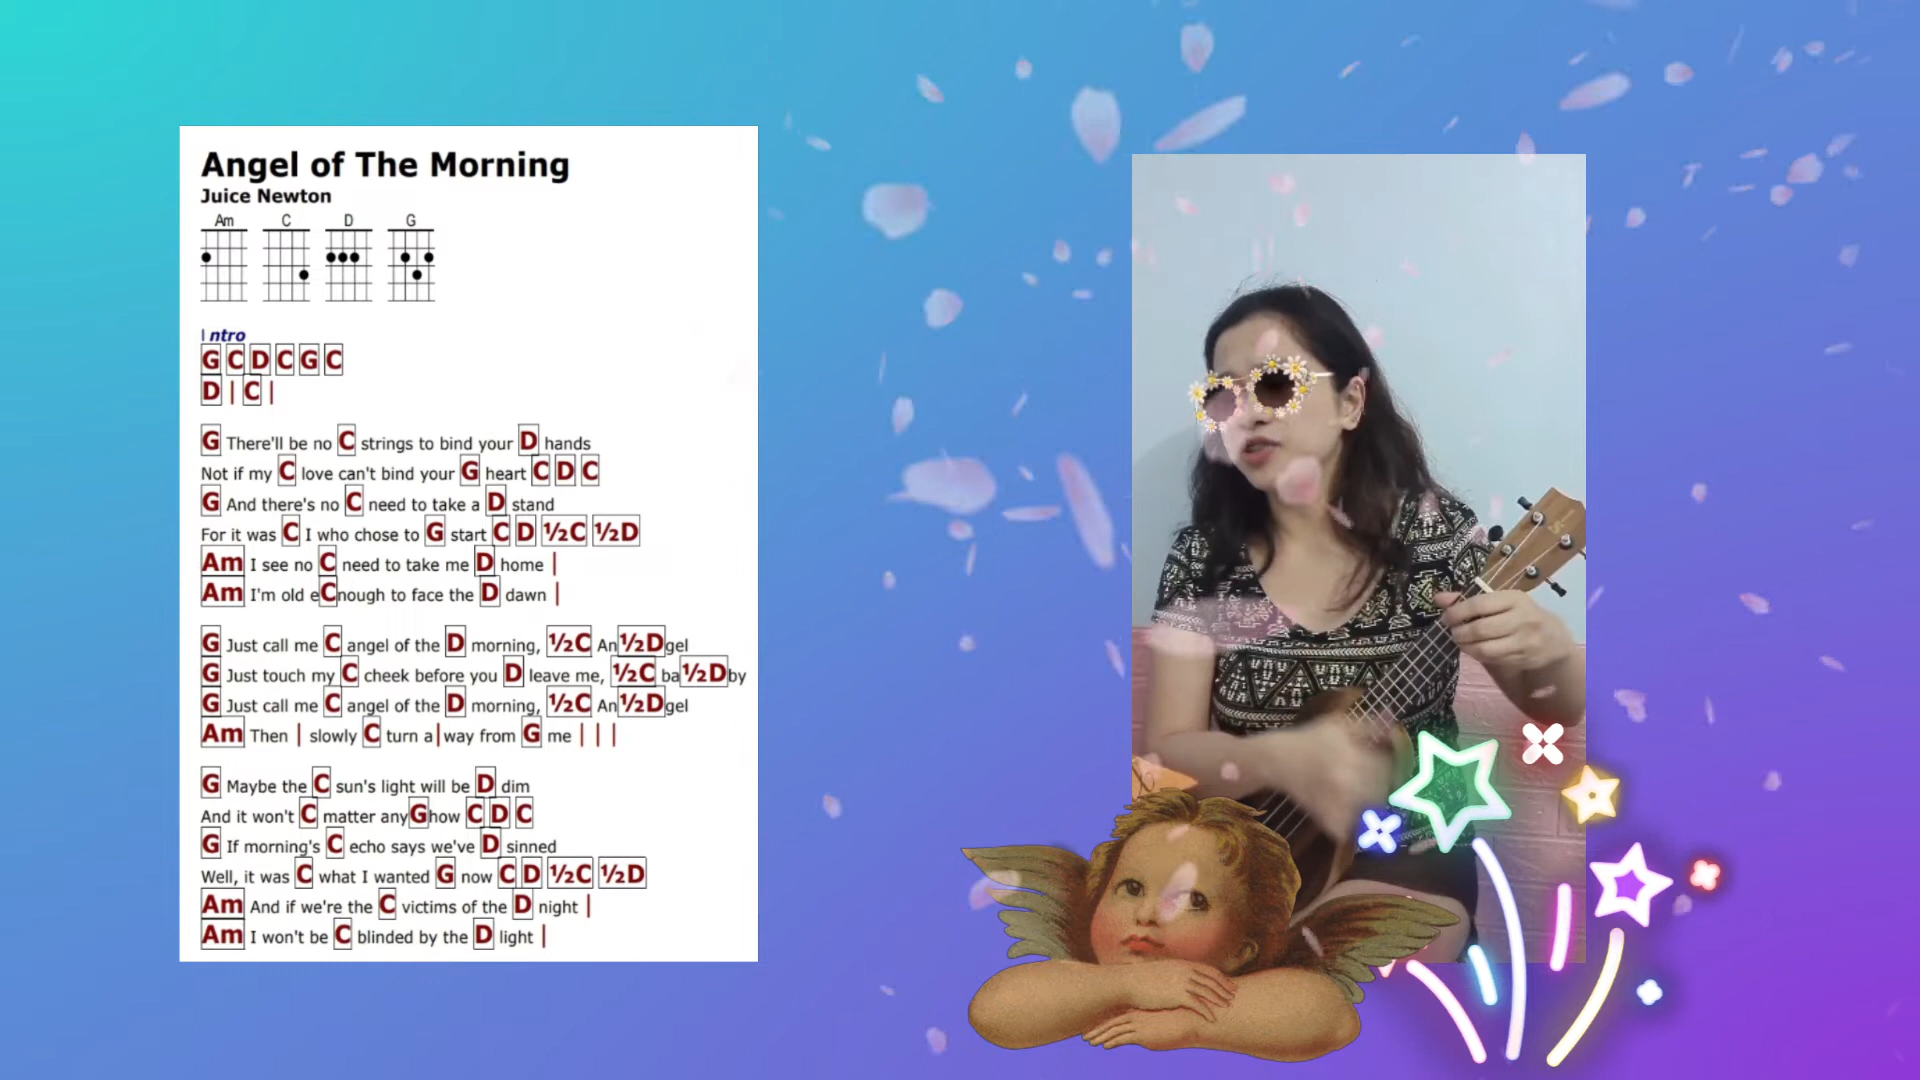 Angel of The Morning
Juice Newton
Am C D G
Intro
G C D C G C
D | C |
G There'll be no C strings to bind your D hands
Not if my C love can't bind your G heart C D C
G And there's no C need to take a D stand
For it was C I who chose to G start C D ½C ½D
Am I see no C need to take me D home |
Am I'm old eCnough to face the D dawn |
G Just call me C angel of the D morning, ½C An½Dgel
G Just touch my C cheek before you D leave me, ½C ba½Dby
G Just call me C angel of the D morning, ½C An½Dgel
Am Then | slowly C turn a|way from G me | | |
G Maybe the C sun's light will be D dim
And it won't C matter anyGhow C D C
G If morning's C echo says we've D sinned
Well, it was C what I wanted G now C D ½C ½D
Am And if we're the C victims of the D night |
Am I won't be C blinded by the D light |